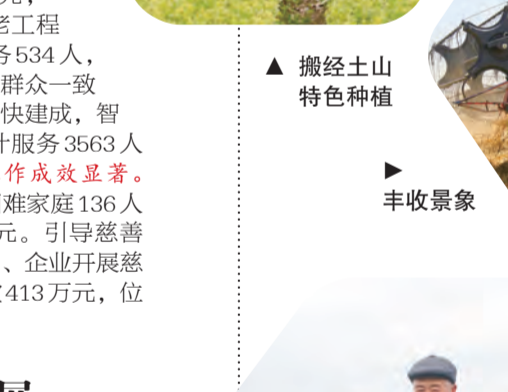 老工程
务534人，
群众一致
快建成，智
计服务3563人
作成效显著。
难家庭136人
元。引导慈善
、企业开展慈
413万元，位
▲ 搬经土山
特色种植
▶
丰收景象